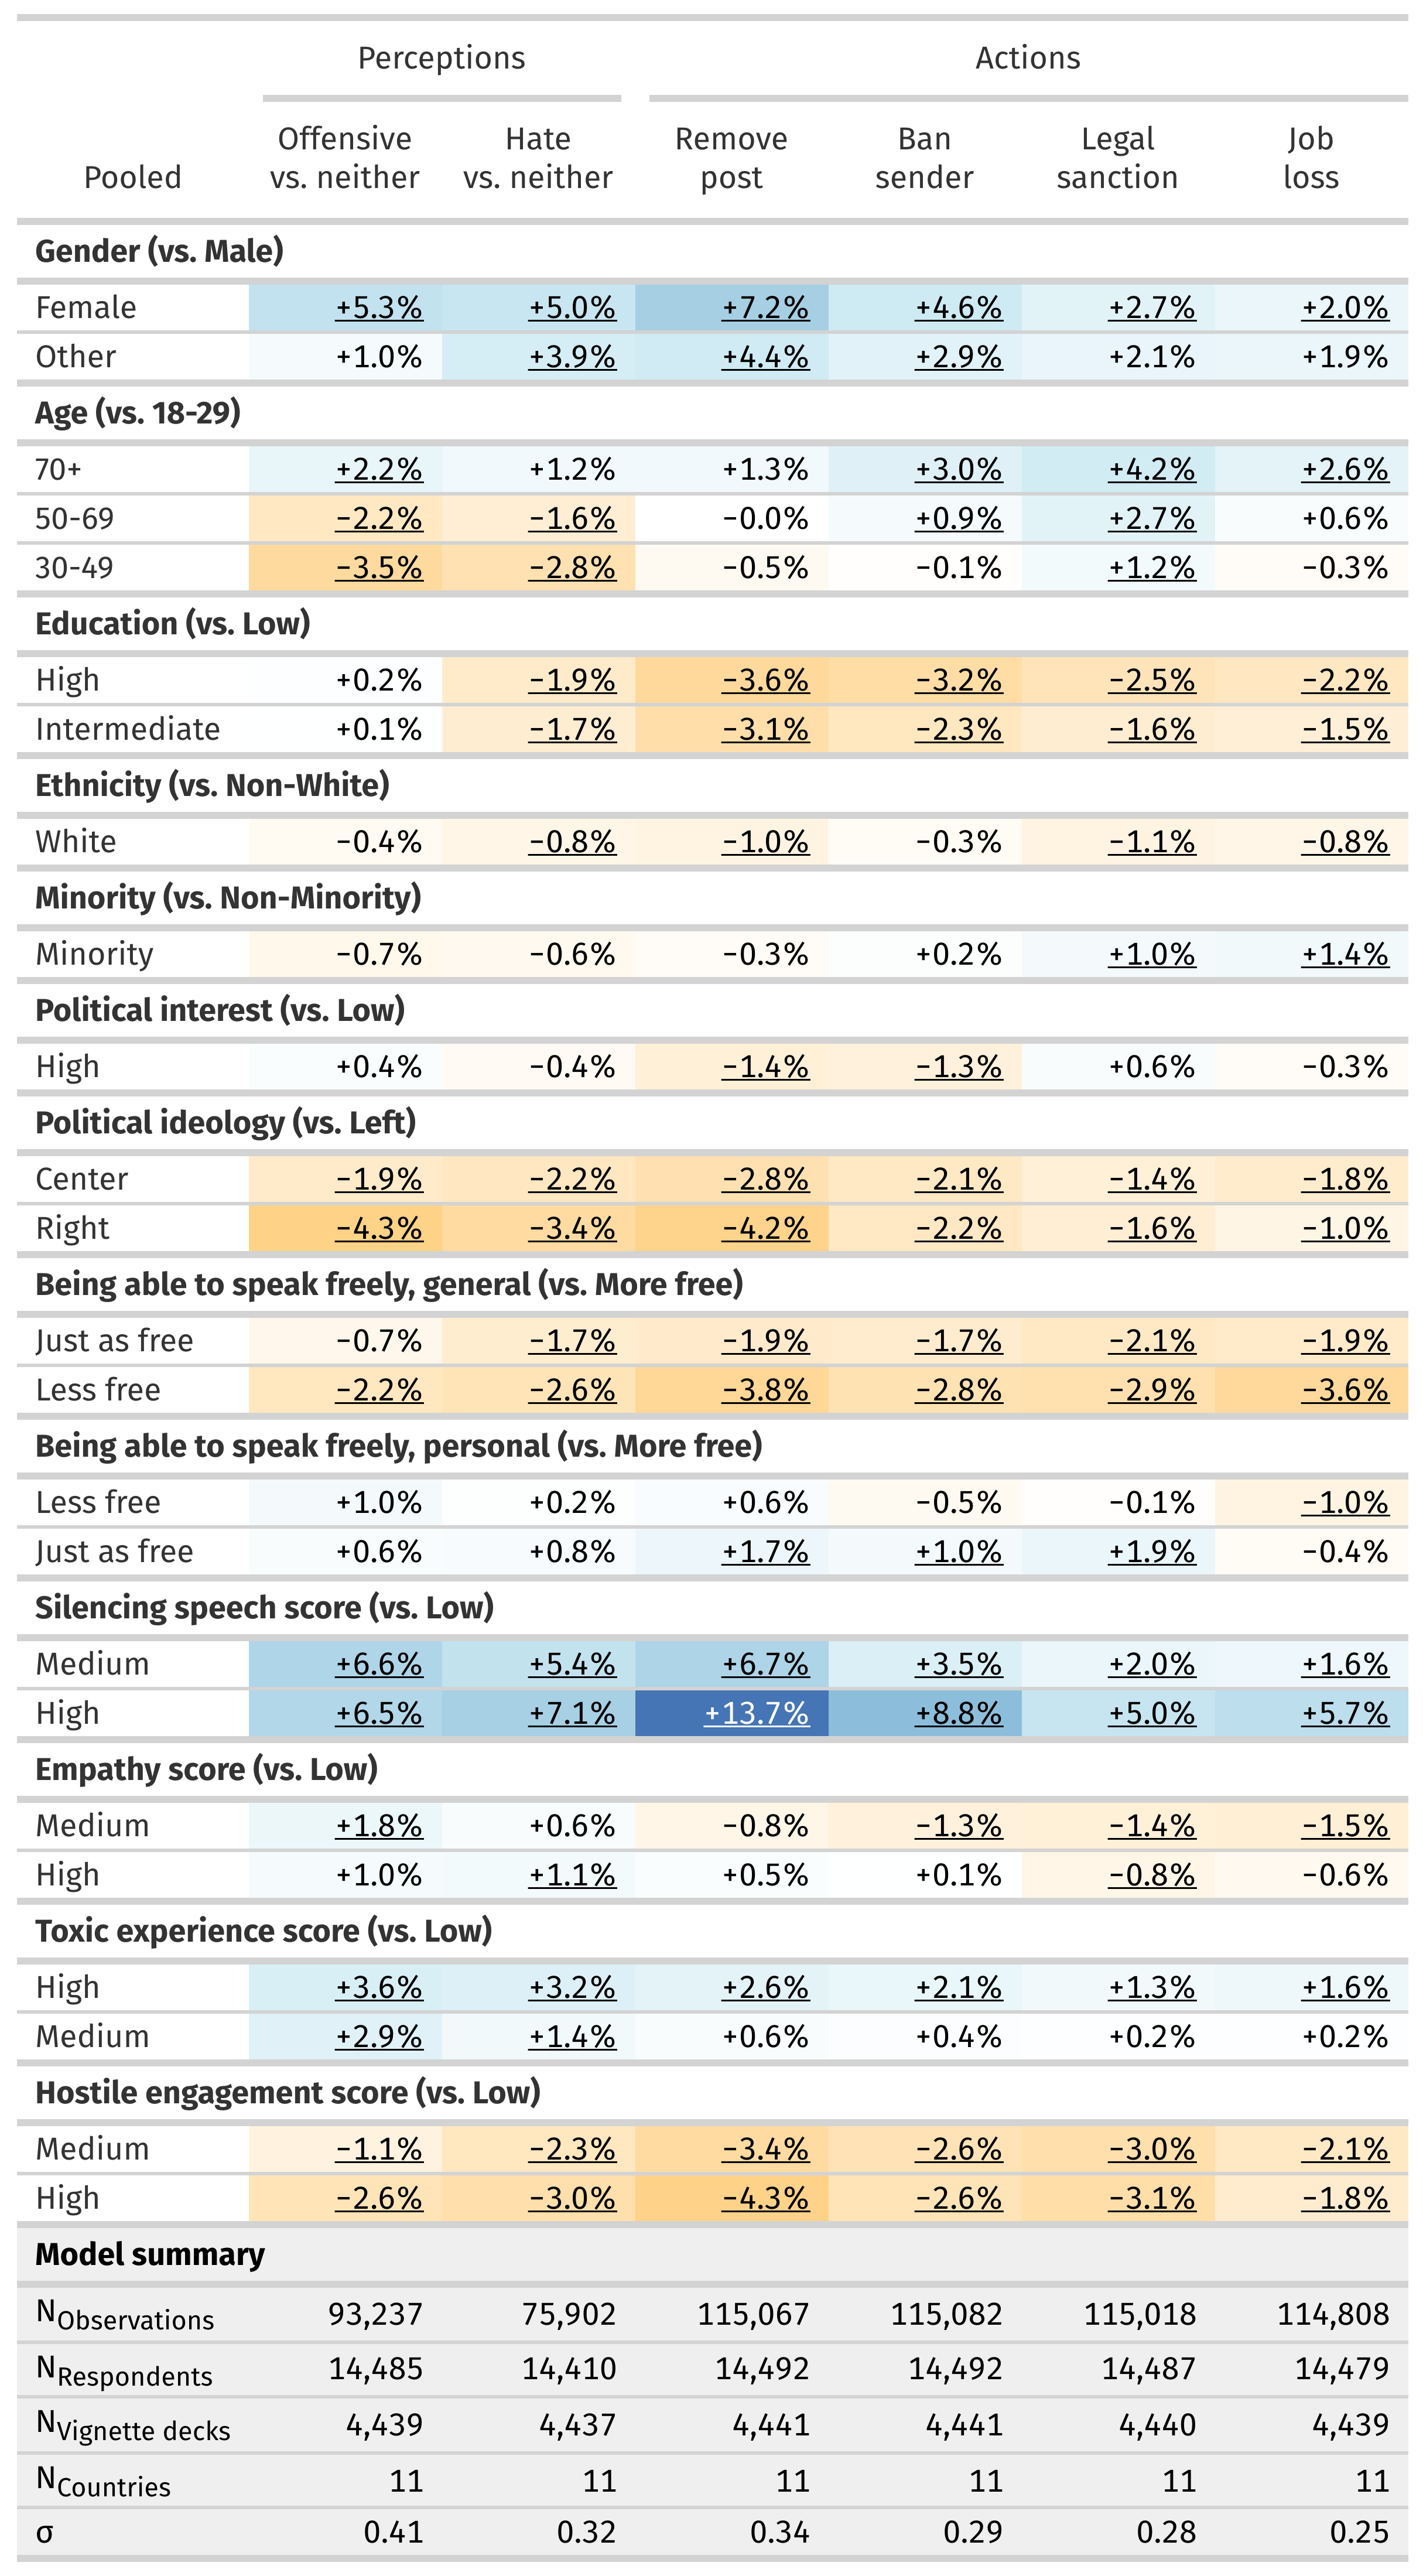 Perceptions Actions
Offensive Hate Remove Ban Legal Job
Pooled vs. neither vs. neither post sender sanction loss
Gender (vs. Male)
Female +5.3% +5.0% +7.2% +4.6% +2.7% +2.0%
Other +1.0% +3.9% +4.4% +2.9% +2.1% +1.9%
Age (vs. 18-29)
70+ +2.2% +1.2% +1.3% +3.0% +4.2% +2.6%
50-69 −2.2% −1.6% −0.0% +0.9% +2.7% +0.6%
30-49 −3.5% −2.8% −0.5% −0.1% +1.2% −0.3%
Education (vs. Low)
High +0.2% −1.9% −3.6% −3.2% −2.5% −2.2%
Intermediate +0.1% −1.7% −3.1% −2.3% −1.6% −1.5%
Ethnicity (vs. Non-White)
White −0.4% −0.8% −1.0% −0.3% −1.1% −0.8%
Minority (vs. Non-Minority)
Minority −0.7% −0.6% −0.3% +0.2% +1.0% +1.4%
Political interest (vs. Low)
High +0.4% −0.4% −1.4% −1.3% +0.6% −0.3%
Political ideology (vs. Left)
Center −1.9% −2.2% −2.8% −2.1% −1.4% −1.8%
Right −4.3% −3.4% −4.2% −2.2% −1.6% −1.0%
Being able to speak freely, general (vs. More free)
Just as free −0.7% −1.7% −1.9% −1.7% −2.1% −1.9%
Less free −2.2% −2.6% −3.8% −2.8% −2.9% −3.6%
Being able to speak freely, personal (vs. More free)
Less free +1.0% +0.2% +0.6% −0.5% −0.1% −1.0%
Just as free +0.6% +0.8% +1.7% +1.0% +1.9% −0.4%
Silencing speech score (vs. Low)
Medium +6.6% +5.4% +6.7% +3.5% +2.0% +1.6%
High +6.5% +7.1% +13.7% +8.8% +5.0% +5.7%
Empathy score (vs. Low)
Medium +1.8% +0.6% −0.8% −1.3% −1.4% −1.5%
High +1.0% +1.1% +0.5% +0.1% −0.8% −0.6%
Toxic experience score (vs. Low)
High +3.6% +3.2% +2.6% +2.1% +1.3% +1.6%
Medium +2.9% +1.4% +0.6% +0.4% +0.2% +0.2%
Hostile engagement score (vs. Low)
Medium −1.1% −2.3% −3.4% −2.6% −3.0% −2.1%
High −2.6% −3.0% −4.3% −2.6% −3.1% −1.8%
Model summary
N Observations 93,237 75,902 115,067 115,082 115,018 114,808
N Respondents 14,485 14,410 14,492 14,492 14,487 14,479
N Vignette decks 4,439 4,437 4,441 4,441 4,440 4,439
N Countries 11 11 11 11 11 11
σ 0.41 0.32 0.34 0.29 0.28 0.25